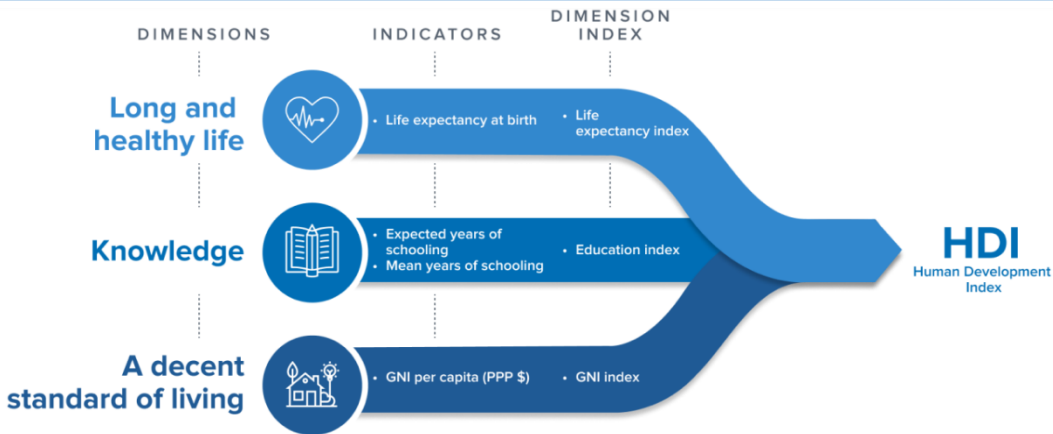 DIMENSIONS
INDICATORS
DIMENSION
INDEX
Long and
healthy life
• Life expectancy at birth
• Life
expectancy index
Knowledge
• Expected years of
schooling
• Mean years of schooling
• Education index
HDI
Human Development
Index
A decent
standard of living
• GNI per capita (PPP $)
• GNI index